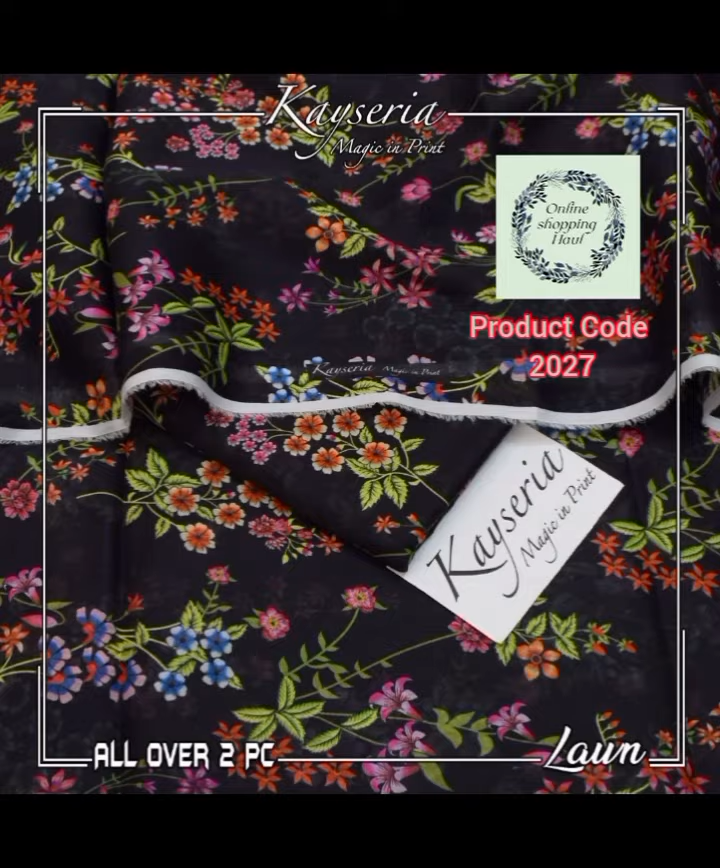 Kayseria
Magic in Print
Online
shopping
Haul
Product Code
2027
Kayseria Magic in Print
Kayseria
Magic in Print
ALL OVER 2 PC
Lawn